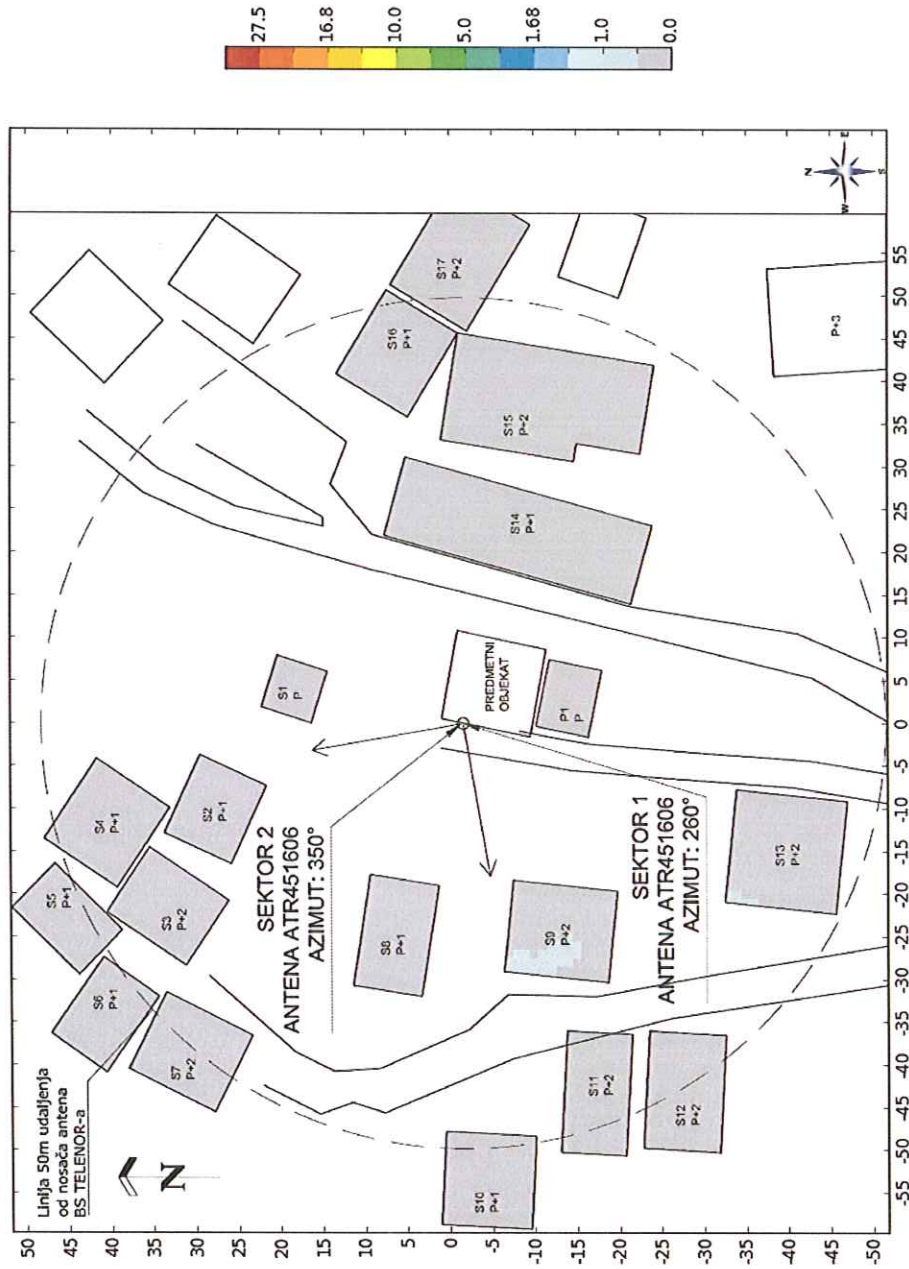 Linija 50m udaljenja
od nosača antena
BS TELENOR-a
N
SEKTOR 2
ANTENA ATR451606
AZIMUT: 350°
SEKTOR 1
ANTENA ATR451606
AZIMUT: 260°
PREDMETNI
OBJEKAT
P1
P
S1
P
S2
P+1
S3
P+2
S4
P+1
S5
P+1
S6
P+1
S7
P+2
S8
P+1
S9
P+2
S10
P+1
S11
P+2
S12
P+2
S13
P+2
S14
P+1
S15
P+2
S16
P+1
S17
P+2
P+3
N
W
E
S
50
45
40
35
30
25
20
15
10
5
0
-5
-10
-15
-20
-25
-30
-35
-40
-45
-50
-55
-50
-45
-40
-35
-30
-25
-20
-15
-10
-5
0
5
10
15
20
25
30
35
40
45
50
55
27.5
16.8
10.0
5.0
1.68
1.0
0.0